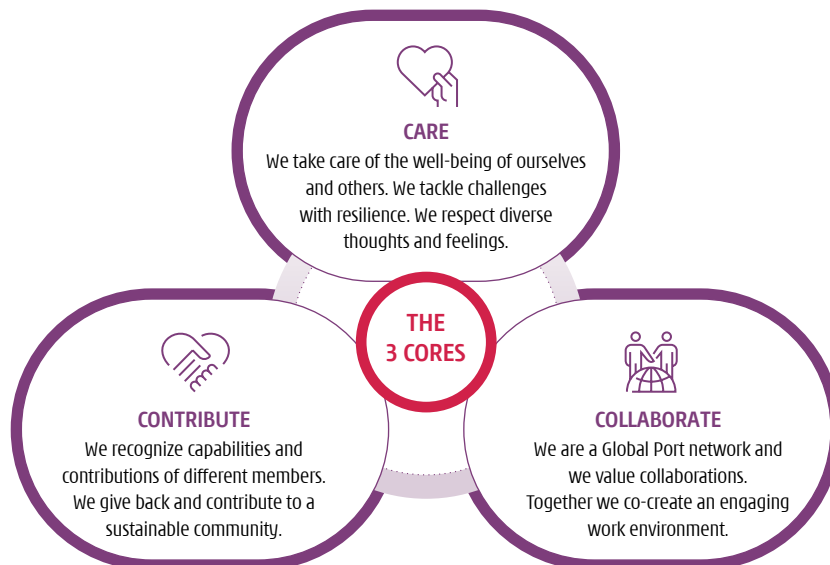 CARE
We take care of the well-being of ourselves
and others. We tackle challenges
with resilience. We respect diverse
thoughts and feelings.
THE
3 CORES
CONTRIBUTE
We recognize capabilities and
contributions of different members.
We give back and contribute to a
sustainable community.
COLLABORATE
We are a Global Port network and
we value collaborations.
Together we co-create an engaging
work environment.